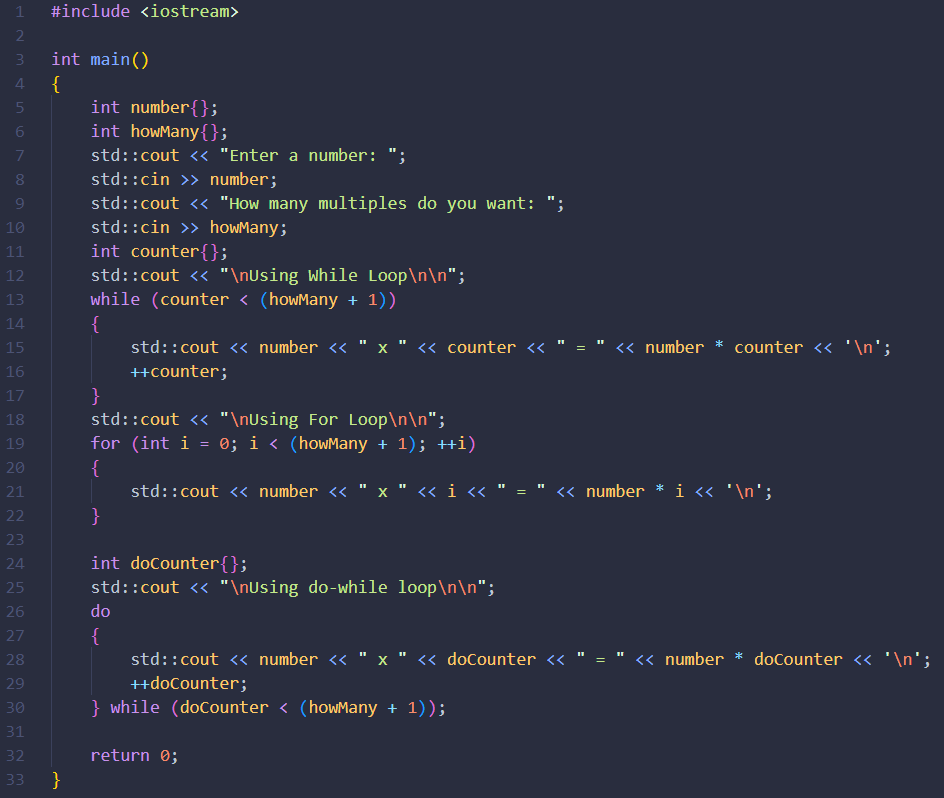 1 #include <iostream>
2
3 int main()
4 {
5     int number{};
6     int howMany{};
7     std::cout << "Enter a number: ";
8     std::cin >> number;
9     std::cout << "How many multiples do you want: ";
10     std::cin >> howMany;
11     int counter{};
12     std::cout << "\nUsing While Loop\n\n";
13     while (counter < (howMany + 1))
14     {
15         std::cout << number << " x " << counter << " = " << number * counter << '\n';
16         ++counter;
17     }
18     std::cout << "\nUsing For Loop\n\n";
19     for (int i = 0; i < (howMany + 1); ++i)
20     {
21         std::cout << number << " x " << i << " = " << number * i << '\n';
22     }
23
24     int doCounter{};
25     std::cout << "\nUsing do-while loop\n\n";
26     do
27     {
28         std::cout << number << " x " << doCounter << " = " << number * doCounter << '\n';
29         ++doCounter;
30     } while (doCounter < (howMany + 1));
31
32     return 0;
33 }